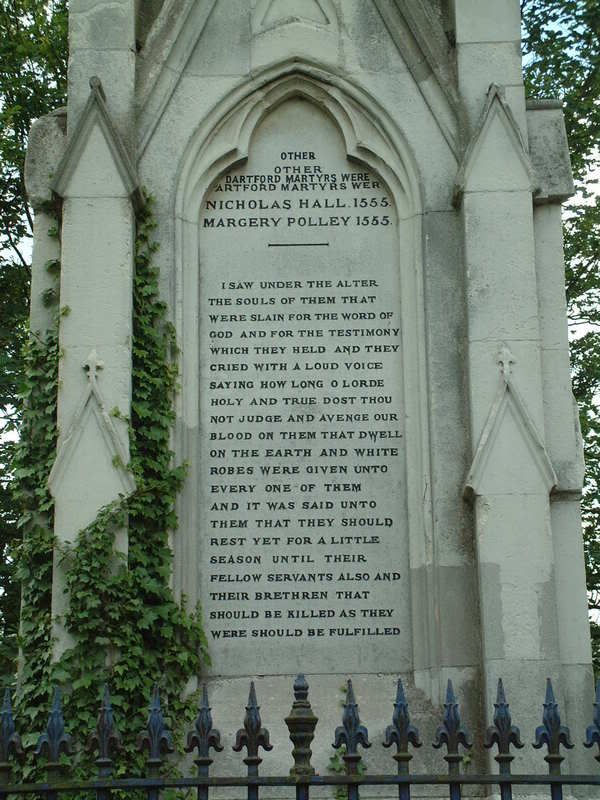 OTHER
OTHER
DARTFORD MARTYRS WERE
ARTFORD MARTYRS WER
NICHOLAS HALL. 1555.
MARGERY POLLEY 1555.
I SAW UNDER THE ALTER
THE SOULS OF THEM THAT
WERE SLAIN FOR THE WORD OF
GOD AND FOR THE TESTIMONY
WHICH THEY HELD AND THEY
CRIED WITH A LOUD VOICE
SAYING HOW LONG O LORDE
HOLY AND TRUE DOST THOU
NOT JUDGE AND AVENGE OUR
BLOOD ON THEM THAT DWELL
ON THE EARTH AND WHITE
ROBES WERE GIVEN UNTO
EVERY ONE OF THEM
AND IT WAS SAID UNTO
THEM THAT THEY SHOULD
REST YET FOR A LITTLE
SEASON UNTIL THEIR
FELLOW SERVANTS ALSO AND
THEIR BRETHREN THAT
SHOULD BE KILLED AS THEY
WERE SHOULD BE FULFILLED